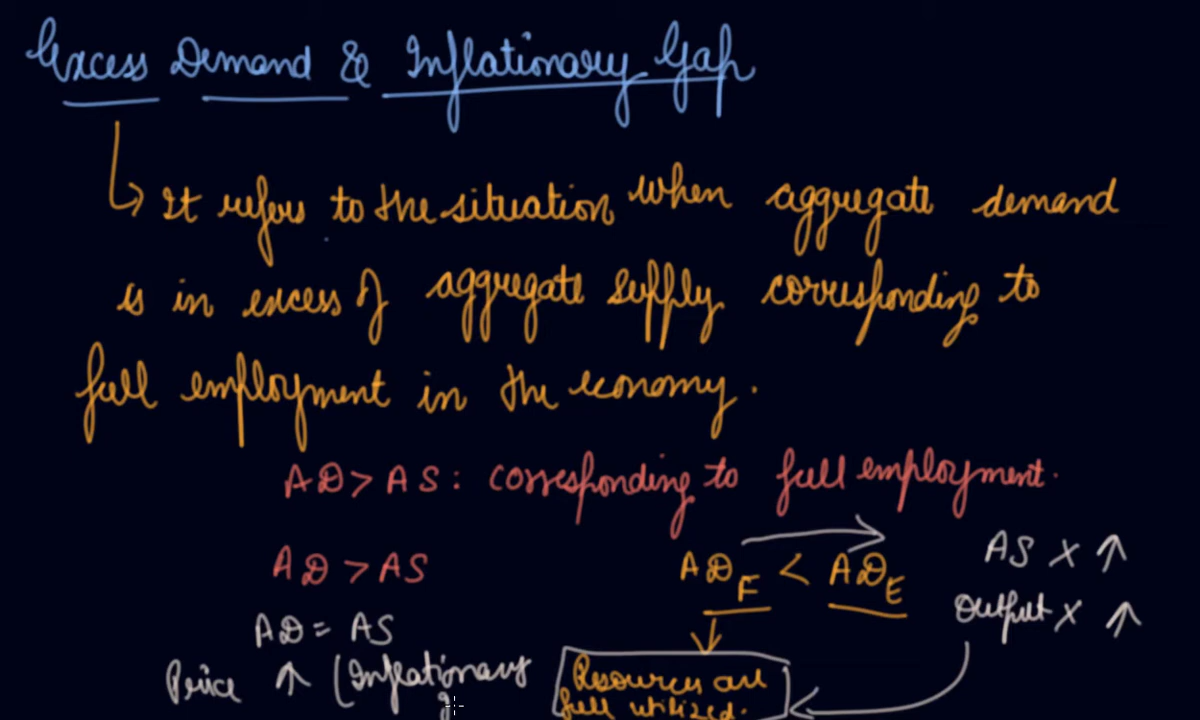 Excess Demand & Inflationary Gap
It refers to the situation when aggregate demand
is in excess of aggregate supply corresponding to
full employment in the economy.
AD > AS : corresponding to full employment.
AD > AS
AD = AS
Price ↑ (Inflationary
AD_F < AD_E
Resources are
full utilized.
AS × ↑
Output × ↑